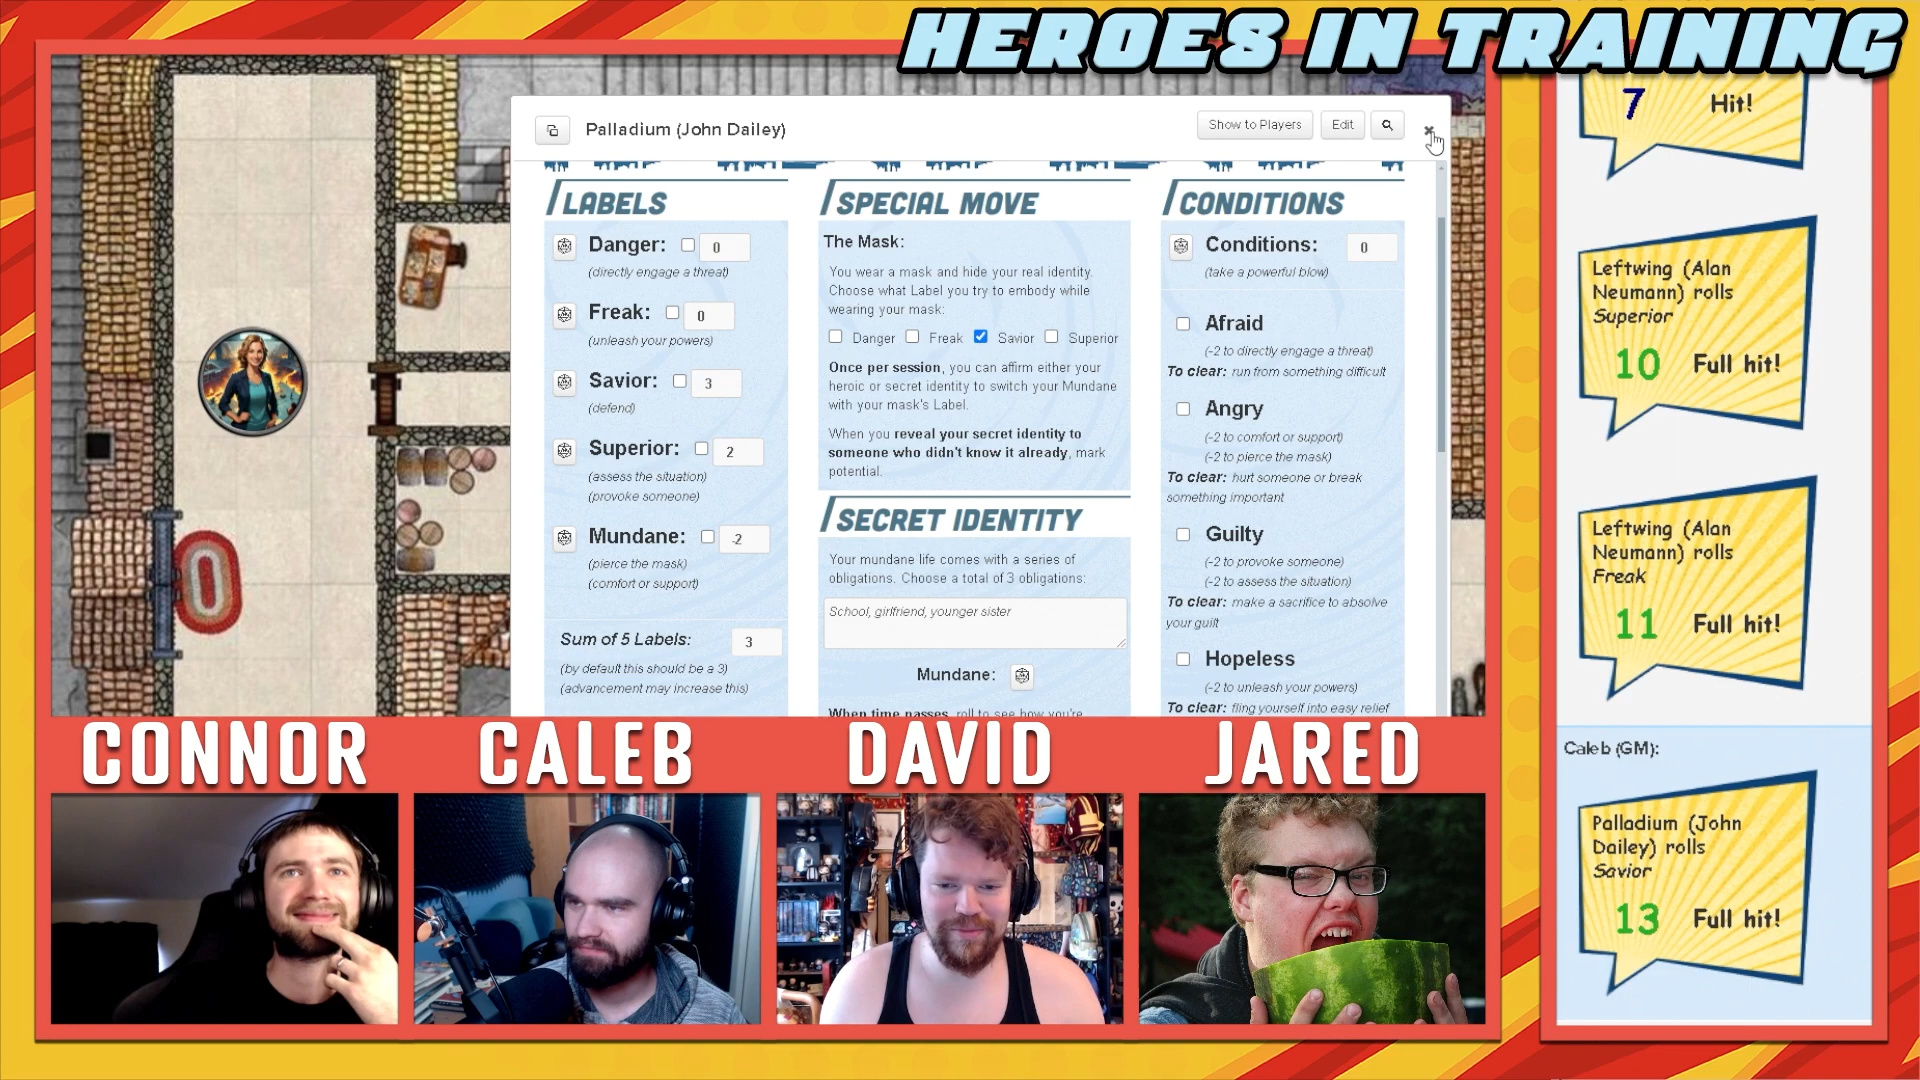 HEROES IN TRAINING
Palladium (John Dailey)
Show to Players
Edit
LABELS
Danger:
0
(directly engage a threat)
Freak:
0
(unleash your powers)
Savior:
3
(defend)
Superior:
2
(assess the situation)
(provoke someone)
Mundane:
-2
(pierce the mask)
(comfort or support)
Sum of 5 Labels:
3
(by default this should be a 3)
(advancement may increase this)
SPECIAL MOVE
The Mask:
You wear a mask and hide your real identity.
Choose what Label you try to embody while
wearing your mask:
Danger Freak Savior Superior
Once per session, you can affirm either your
heroic or secret identity to switch your Mundane
with your mask's Label.
When you reveal your secret identity to
someone who didn't know it already, mark
potential.
SECRET IDENTITY
Your mundane life comes with a series of
obligations. Choose a total of 3 obligations:
School, girlfriend, younger sister
Mundane:
When time passes, roll to see how you're
CONDITIONS
Conditions:
0
(take a powerful blow)
Afraid
(-2 to directly engage a threat)
To clear: run from something difficult
Angry
(-2 to comfort or support)
(-2 to pierce the mask)
To clear: hurt someone or break
something important
Guilty
(-2 to provoke someone)
(-2 to assess the situation)
To clear: make a sacrifice to absolve
your guilt
Hopeless
(-2 to unleash your powers)
To clear: fling yourself into easy relief
7 Hit!
Leftwing (Alan
Neumann) rolls
Superior
10 Full hit!
Leftwing (Alan
Neumann) rolls
Freak
11 Full hit!
Caleb (GM):
Palladium (John
Dailey) rolls
Savior
13 Full hit!
CONNOR
CALEB
DAVID
JARED